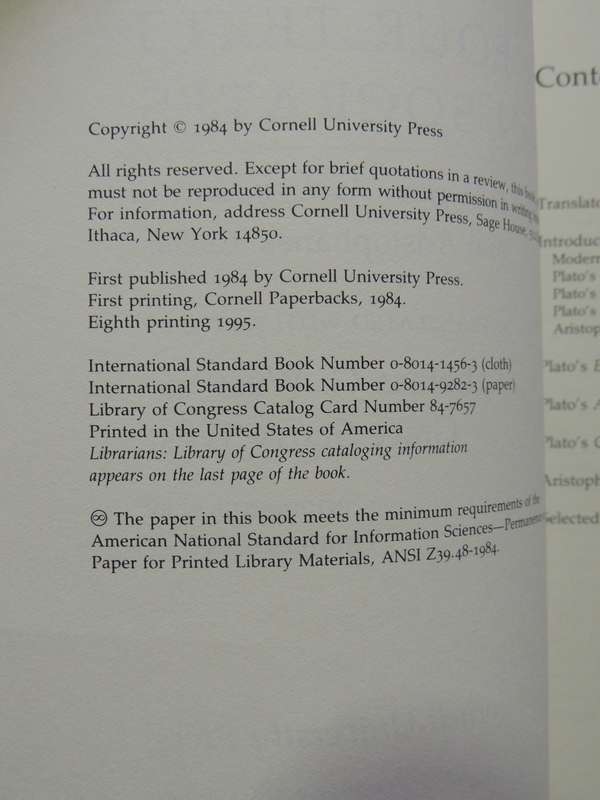 Copyright © 1984 by Cornell University Press
All rights reserved. Except for brief quotations in a review, this
must not be reproduced in any form without permission in writing
For information, address Cornell University Press, Sage House,
Ithaca, New York 14850.
First published 1984 by Cornell University Press.
First printing, Cornell Paperbacks, 1984.
Eighth printing 1995.
International Standard Book Number 0-8014-1456-3 (cloth)
International Standard Book Number 0-8014-9282-3 (paper)
Library of Congress Catalog Card Number 84-7657
Printed in the United States of America
Librarians: Library of Congress cataloging information
appears on the last page of the book.
♾ The paper in this book meets the minimum requirements of the
American National Standard for Information Sciences—Permanence
Paper for Printed Library Materials, ANSI Z39.48-1984.
Cont
Translato
Introduc
Modern
Plato's
Plato's
Plato's
Aristop
Plato's E
Plato's A
Plato's C
Aristoph
Selected